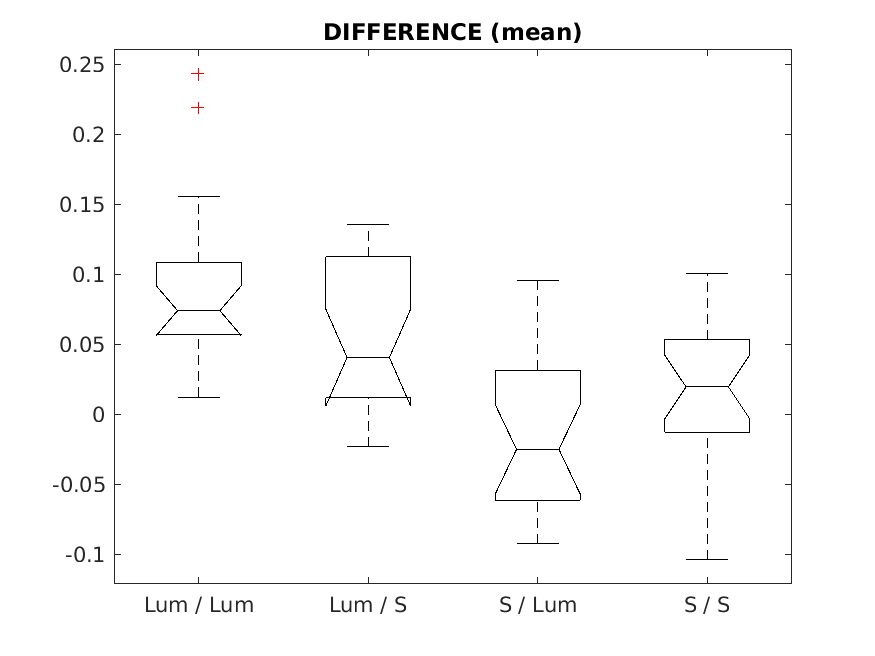 DIFFERENCE (mean)
0.25
0.2
0.15
0.1
0.05
0
-0.05
-0.1
Lum / Lum
Lum / S
S / Lum
S / S